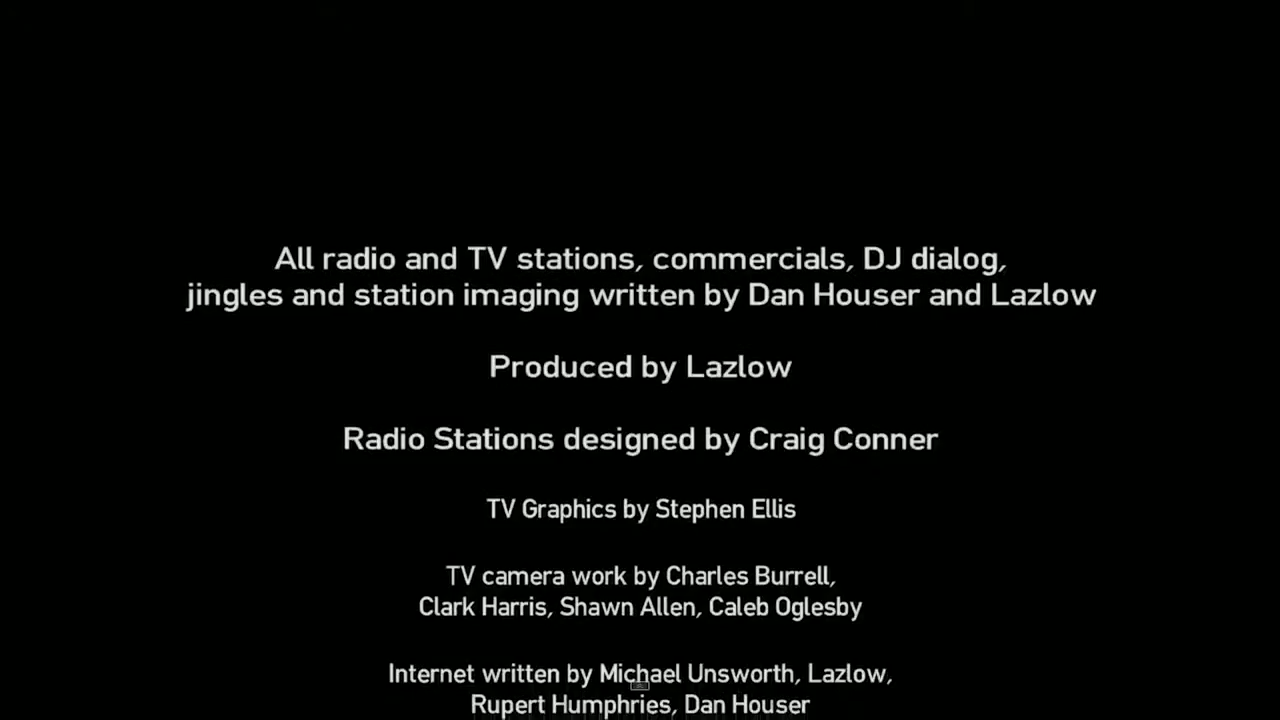 All radio and TV stations, commercials, DJ dialog,
jingles and station imaging written by Dan Houser and Lazlow
Produced by Lazlow
Radio Stations designed by Craig Conner
TV Graphics by Stephen Ellis
TV camera work by Charles Burrell,
Clark Harris, Shawn Allen, Caleb Oglesby
Internet written by Michael Unsworth, Lazlow,
Rupert Humphries, Dan Houser